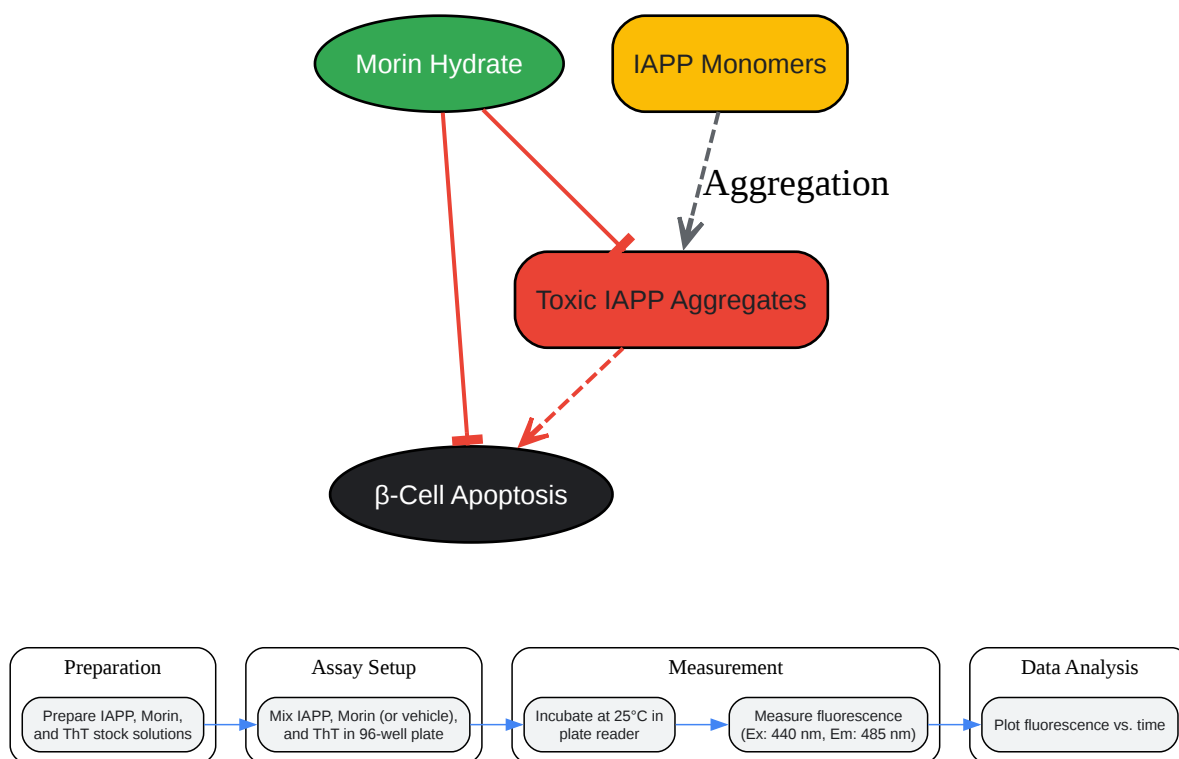 Morin Hydrate
IAPP Monomers
Aggregation
Toxic IAPP Aggregates
β-Cell Apoptosis
Preparation
Prepare IAPP, Morin,
and ThT stock solutions
Assay Setup
Mix IAPP, Morin (or vehicle),
and ThT in 96-well plate
Measurement
Incubate at 25°C in
plate reader
Measure fluorescence
(Ex: 440 nm, Em: 485 nm)
Data Analysis
Plot fluorescence vs. time